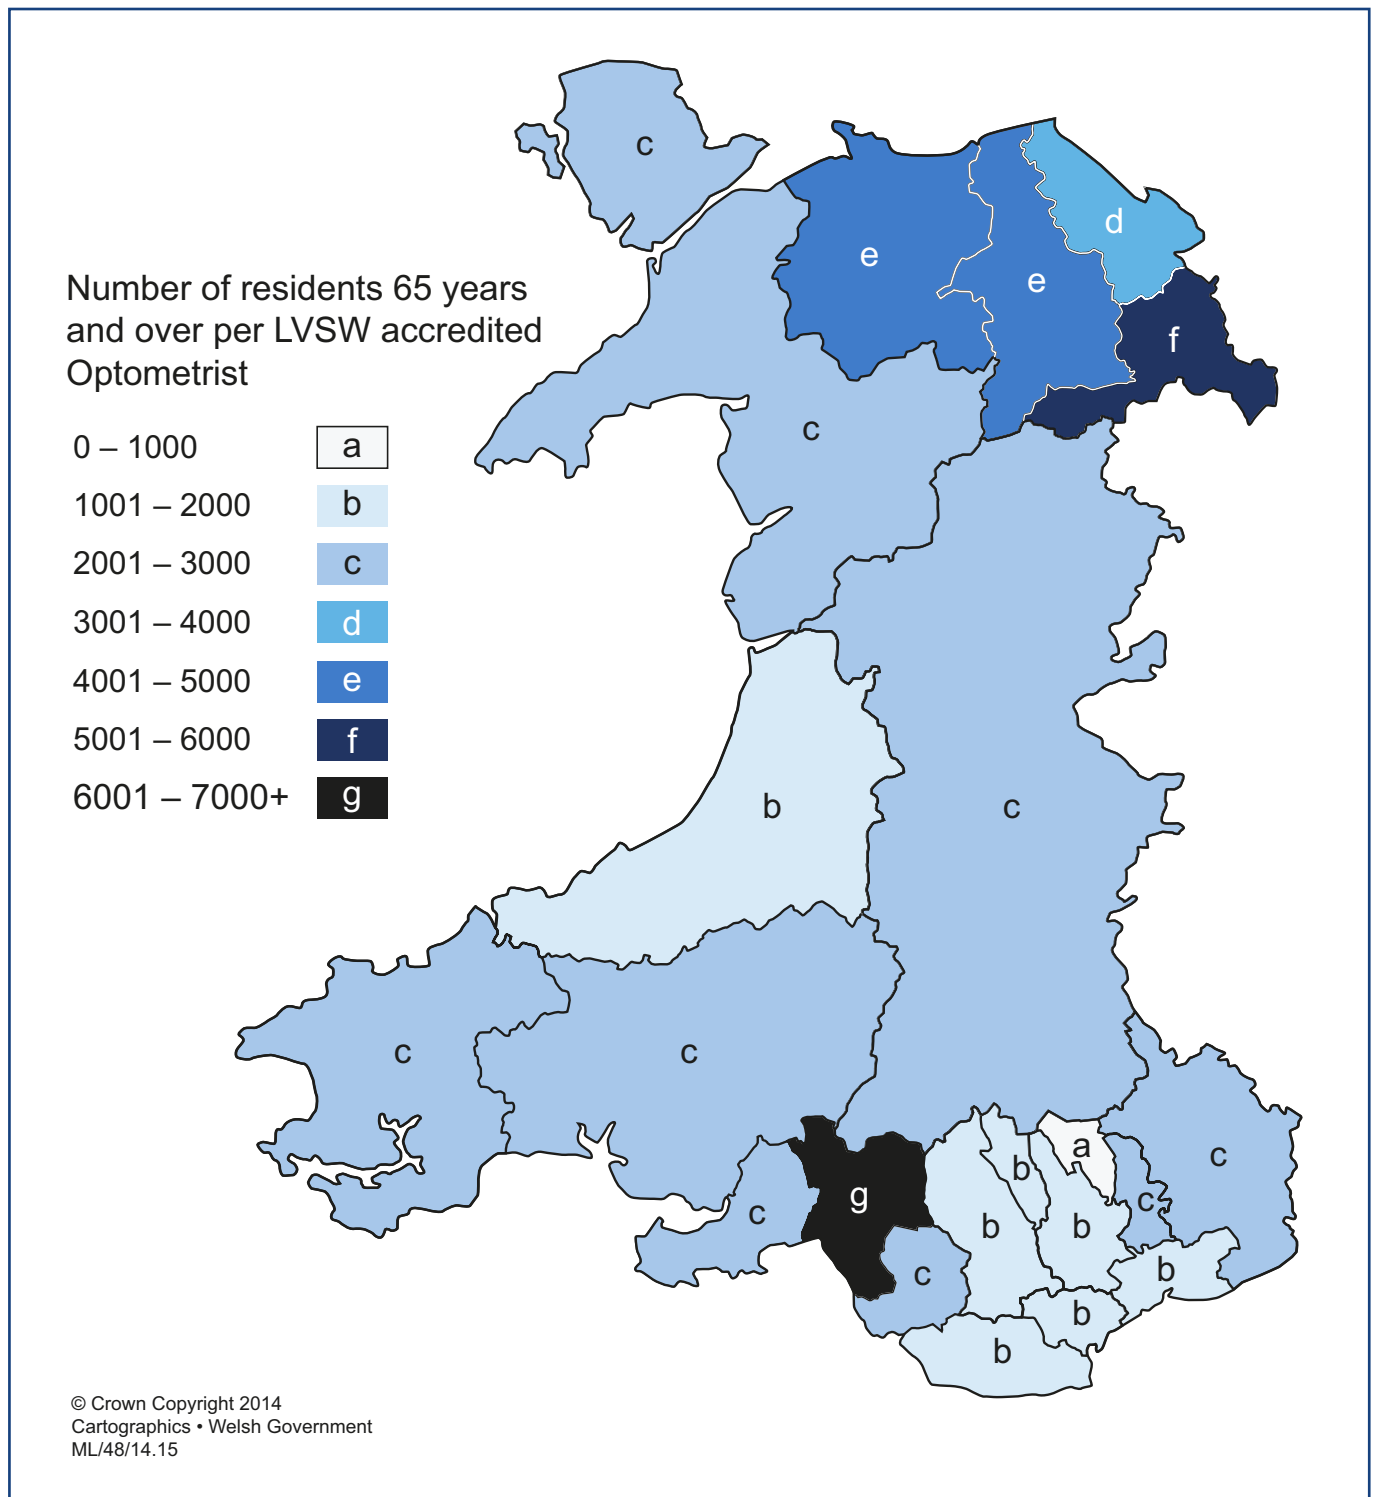 Number of residents 65 years
and over per LVSW accredited
Optometrist
0 – 1000 a
1001 – 2000 b
2001 – 3000 c
3001 – 4000 d
4001 – 5000 e
5001 – 6000 f
6001 – 7000+ g
c
d
e
e
f
c
b
c
c
c
a
b
c
c
g
c
b
b
c
b
b
b
© Crown Copyright 2014
Cartographics • Welsh Government
ML/48/14.15